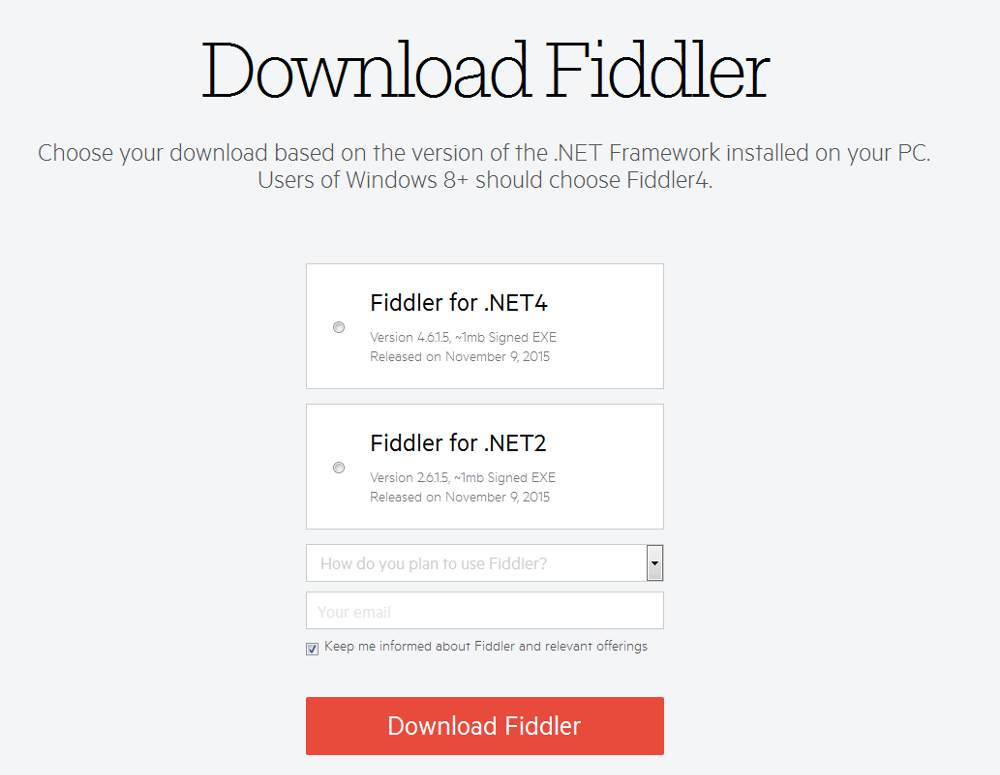 Download Fiddler
Choose your download based on the version of the .NET Framework installed on your PC.
Users of Windows 8+ should choose Fiddler4.
Fiddler for .NET4
Version 4.6.1.5, ~1mb Signed EXE
Released on November 9, 2015
Fiddler for .NET2
Version 2.6.1.5, ~1mb Signed EXE
Released on November 9, 2015
How do you plan to use Fiddler?
Your email
Keep me informed about Fiddler and relevant offerings
Download Fiddler